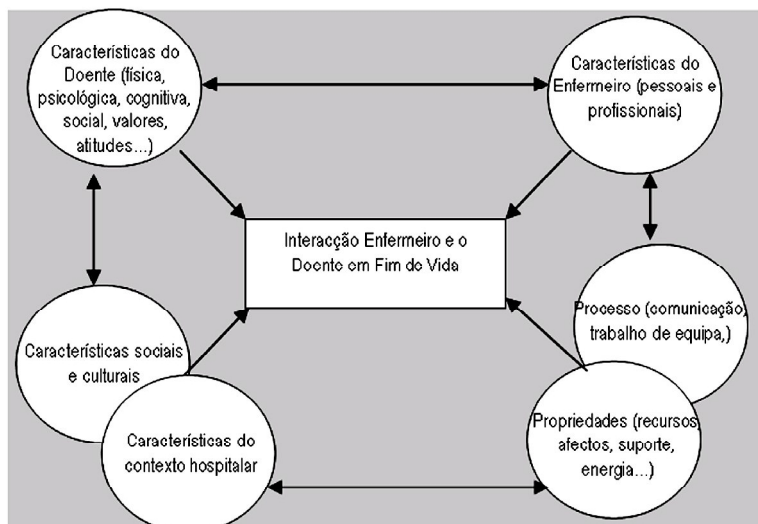 Características do
Doente (física,
psicológica, cognitiva,
social, valores,
atitudes...)
Características do
Enfermeiro (pessoais e
profissionais)
Interacção Enfermeiro e o
Doente em Fim de Vida
Processo (comunicação,
trabalho de equipa,)
Características sociais
e culturais
Propriedades (recursos,
afectos, suporte,
energia...)
Características do
contexto hospitalar